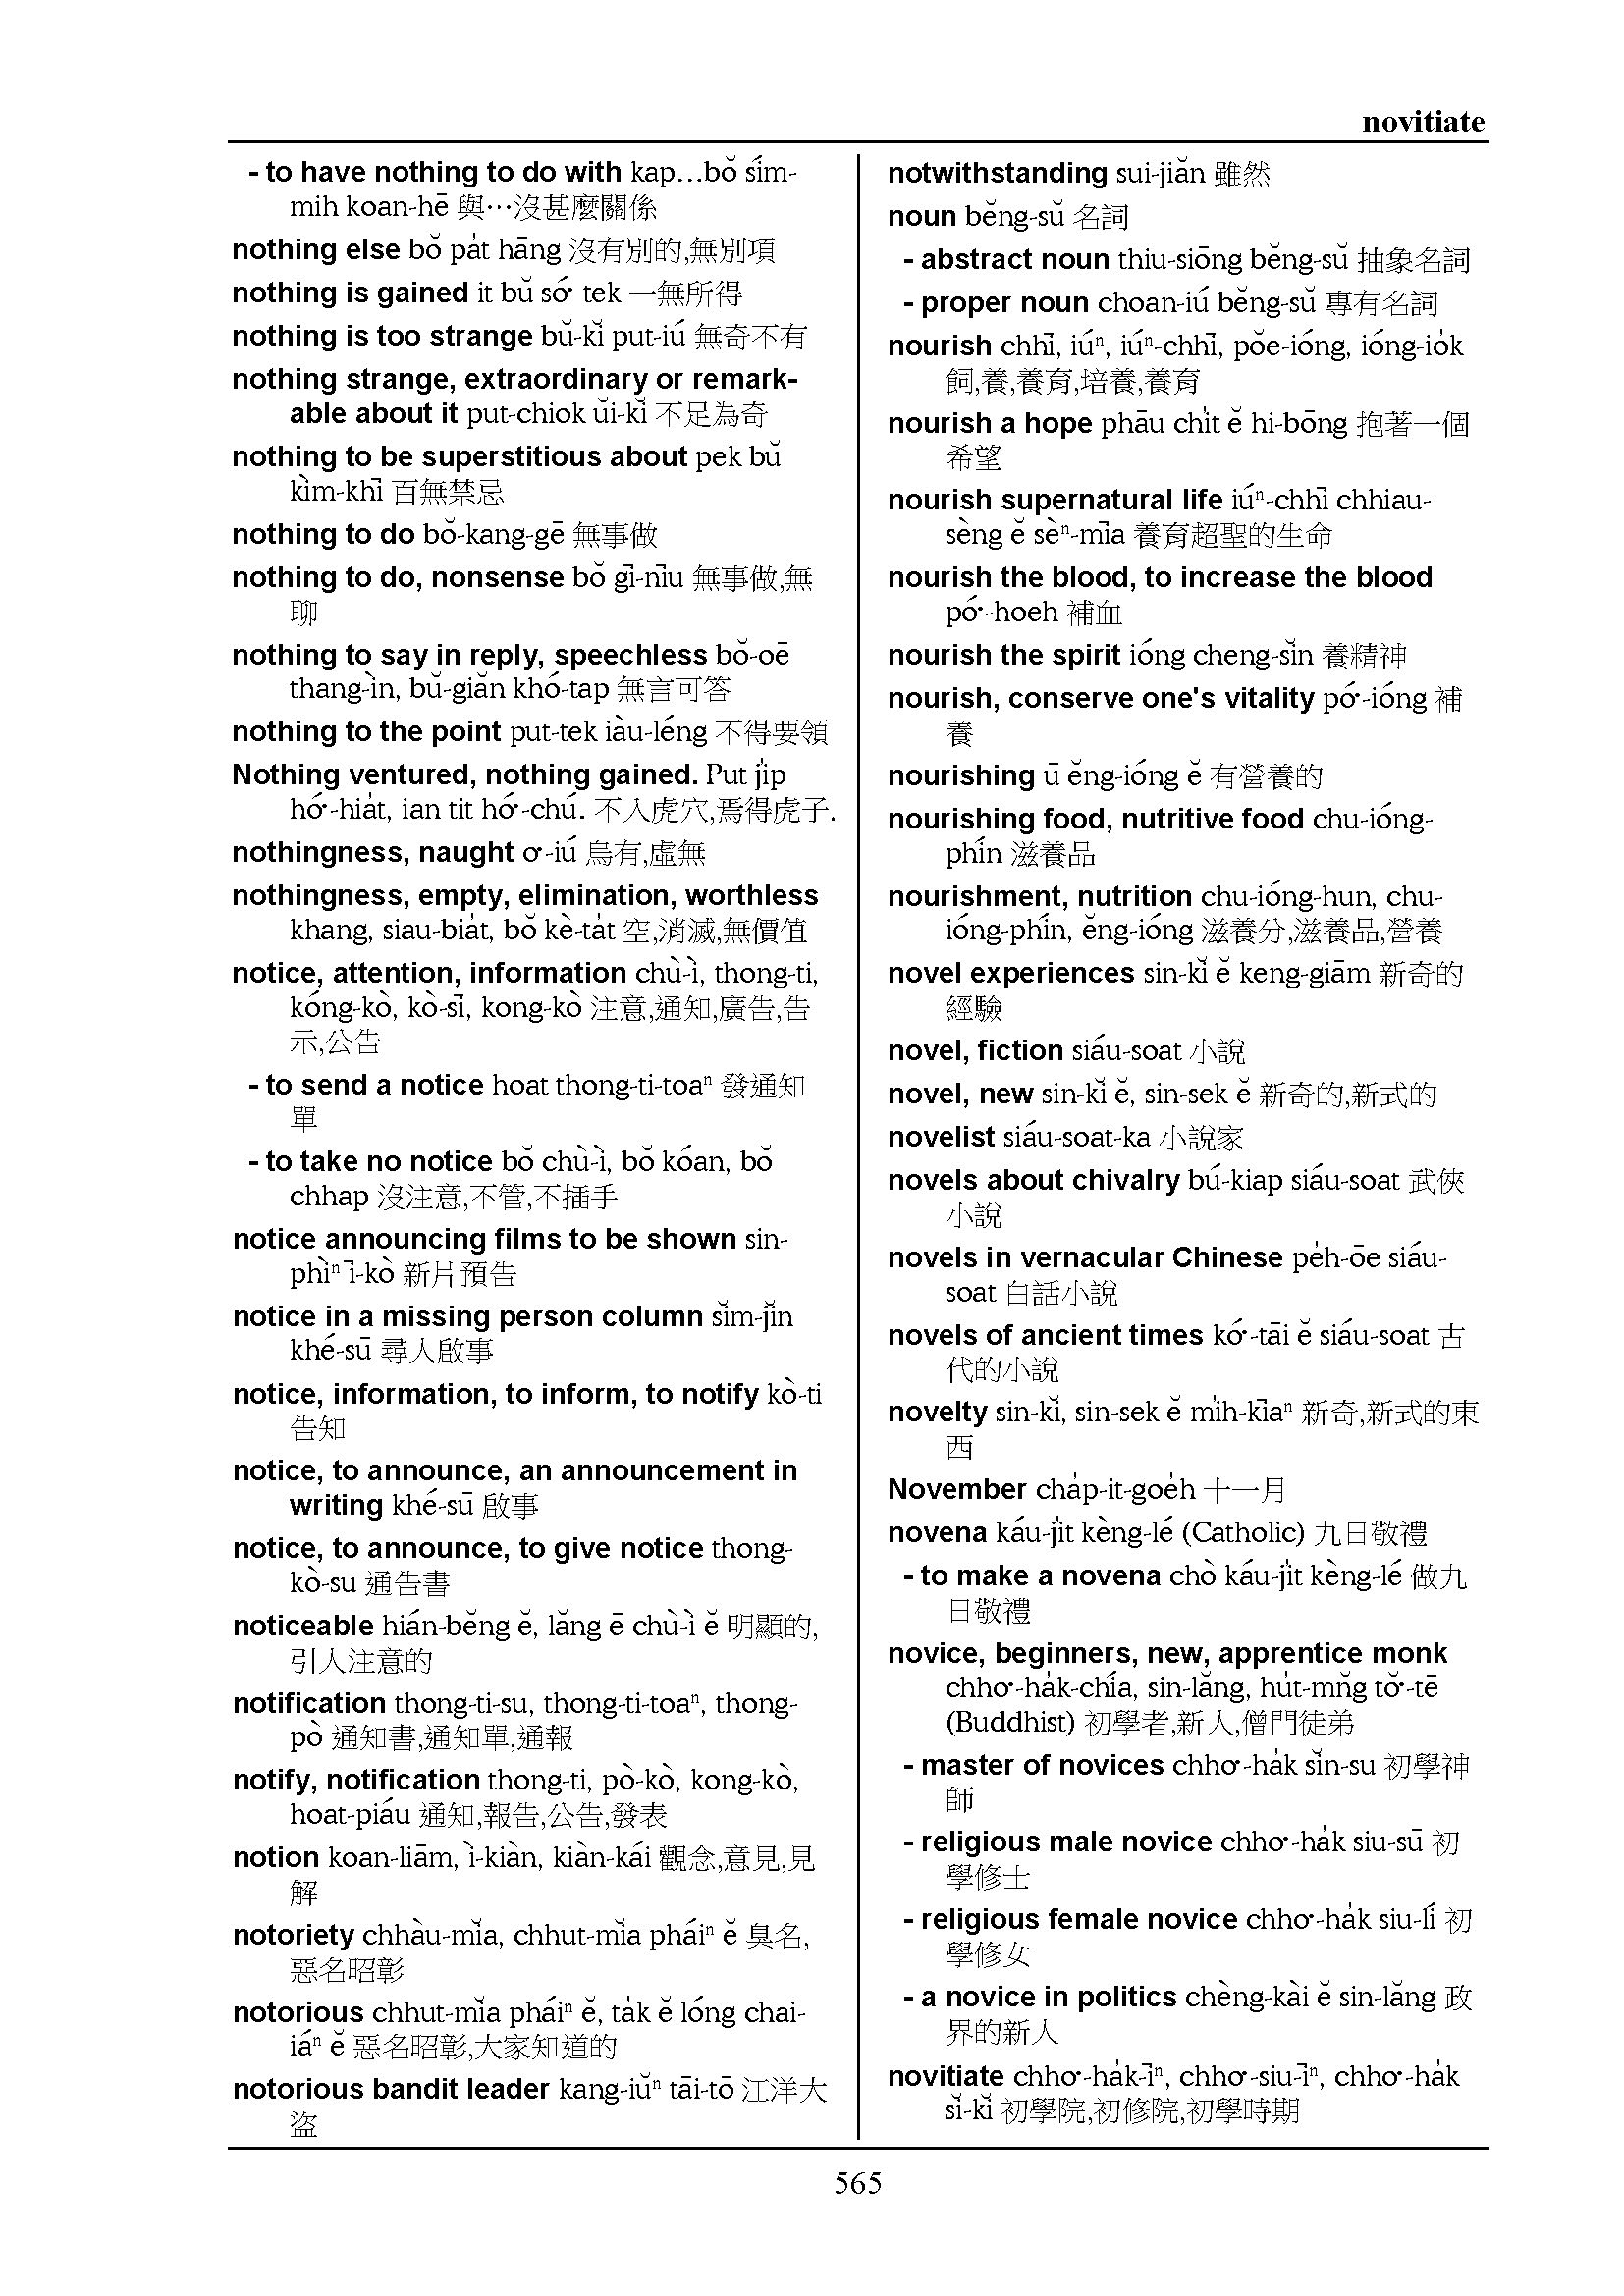 novitiate
- to have nothing to do with kap…bŏ sím-
mih koan-hē 與…沒甚麼關係
nothing else bŏ pa̍t hāng 沒有別的,無別項
nothing is gained it bŭ só͘ tek 一無所得
nothing is too strange bŭ-kĭ put-iú 無奇不有
nothing strange, extraordinary or remark-
able about it put-chiok ŭi-kĭ 不足為奇
nothing to be superstitious about pek bŭ
kìm-khī 百無禁忌
nothing to do bŏ-kang-gē 無事做
nothing to do, nonsense bŏ gī-nīu 無事做,無
聊
nothing to say in reply, speechless bŏ-oē
thang-ìn, bŭ-giăn khó-tap 無言可答
nothing to the point put-tek iàu-léng 不得要領
Nothing ventured, nothing gained. Put ji̍p
hó͘-hia̍t, ian tit hó͘-chú. 不入虎穴,焉得虎子.
nothingness, naught o͘-iú 烏有,虛無
nothingness, empty, elimination, worthless
khang, siau-bia̍t, bŏ kè-ta̍t 空,消滅,無價值
notice, attention, information chù-ì, thong-ti,
kóng-kò, kò-sī, kong-kò 注意,通知,廣告,告
示,公告
- to send a notice hoat thong-ti-toaⁿ 發通知
單
- to take no notice bŏ chù-ì, bŏ kóan, bŏ
chhap 沒注意,不管,不插手
notice announcing films to be shown sin-
phìⁿ ī-kò 新片預告
notice in a missing person column sĭm-jĭn
khé-sū 尋人啟事
notice, information, to inform, to notify kò-ti
告知
notice, to announce, an announcement in
writing khé-sū 啟事
notice, to announce, to give notice thong-
kò-su 通告書
noticeable hián-bĕng ĕ, lăng ē chù-ì ĕ 明顯的,
引人注意的
notification thong-ti-su, thong-ti-toaⁿ, thong-
pò 通知書,通知單,通報
notify, notification thong-ti, pò-kò, kong-kò,
hoat-piáu 通知,報告,公告,發表
notion koan-liām, ì-kiàn, kiàn-kái 觀念,意見,見
解
notoriety chhàu-mĭa, chhut-mĭa pháiⁿ ĕ 臭名,
惡名昭彰
notorious chhut-mĭa pháiⁿ ĕ, ta̍k ĕ lóng chai-
iáⁿ ĕ 惡名昭彰,大家知道的
notorious bandit leader kang-iŭⁿ tāi-tō 江洋大
盜
notwithstanding sui-jiăn 雖然
noun bĕng-sŭ 名詞
- abstract noun thiu-siōng bĕng-sŭ 抽象名詞
- proper noun choan-iú bĕng-sŭ 專有名詞
nourish chhī, iúⁿ, iúⁿ-chhī, pŏe-ióng, ióng-io̍k
飼,養,養育,培養,養育
nourish a hope phāu chi̍t ĕ hi-bōng 抱著一個
希望
nourish supernatural life iúⁿ-chhī chhiau-
sèng ĕ sèⁿ-mīa 養育超聖的生命
nourish the blood, to increase the blood
pó͘-hoeh 補血
nourish the spirit ióng cheng-sĭn 養精神
nourish, conserve one's vitality pó͘-ióng 補
養
nourishing ū ĕng-ióng ĕ 有營養的
nourishing food, nutritive food chu-ióng-
phín 滋養品
nourishment, nutrition chu-ióng-hun, chu-
ióng-phín, ĕng-ióng 滋養分,滋養品,營養
novel experiences sin-kĭ ĕ keng-giām 新奇的
經驗
novel, fiction siáu-soat 小說
novel, new sin-kĭ ĕ, sin-sek ĕ 新奇的,新式的
novelist siáu-soat-ka 小說家
novels about chivalry bú-kiap siáu-soat 武俠
小說
novels in vernacular Chinese pe̍h-ōe siáu-
soat 白話小說
novels of ancient times kó͘-tāi ĕ siáu-soat 古
代的小說
novelty sin-kĭ, sin-sek ĕ mi̍h-kīaⁿ 新奇,新式的東
西
November cha̍p-it-goe̍h 十一月
novena káu-ji̍t kèng-lé (Catholic) 九日敬禮
- to make a novena chò káu-ji̍t kèng-lé 做九
日敬禮
novice, beginners, new, apprentice monk
chho͘-ha̍k-chía, sin-lăng, hu̍t-mn̆g tŏ͘-tē
(Buddhist) 初學者,新人,僧門徒弟
- master of novices chho͘-ha̍k sĭn-su 初學神
師
- religious male novice chho͘-ha̍k siu-sū 初
學修士
- religious female novice chho͘-ha̍k siu-lí 初
學修女
- a novice in politics chèng-kài ĕ sin-lăng 政
界的新人
novitiate chho͘-ha̍k-īⁿ, chho͘-siu-īⁿ, chho͘-ha̍k
sĭ-kĭ 初學院,初修院,初學時期
565